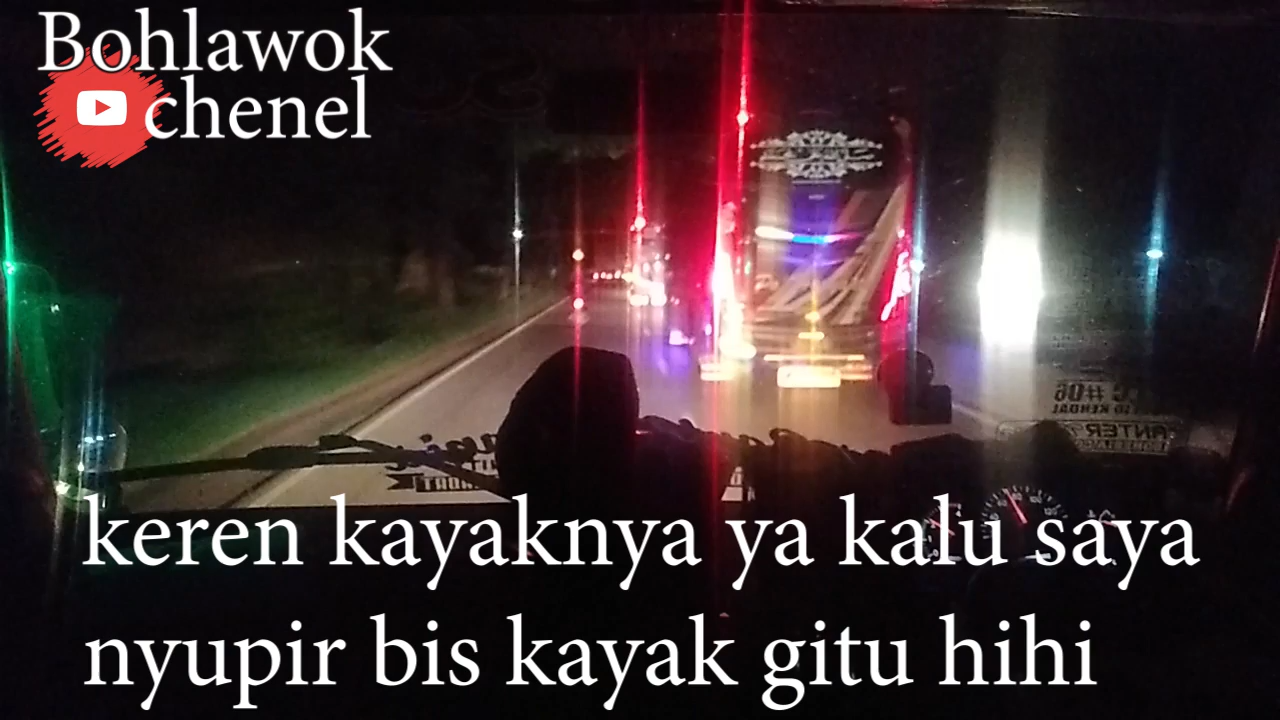 Bohlawok
chenel
keren kayaknya ya kalu saya
nyupir bis kayak gitu hihi